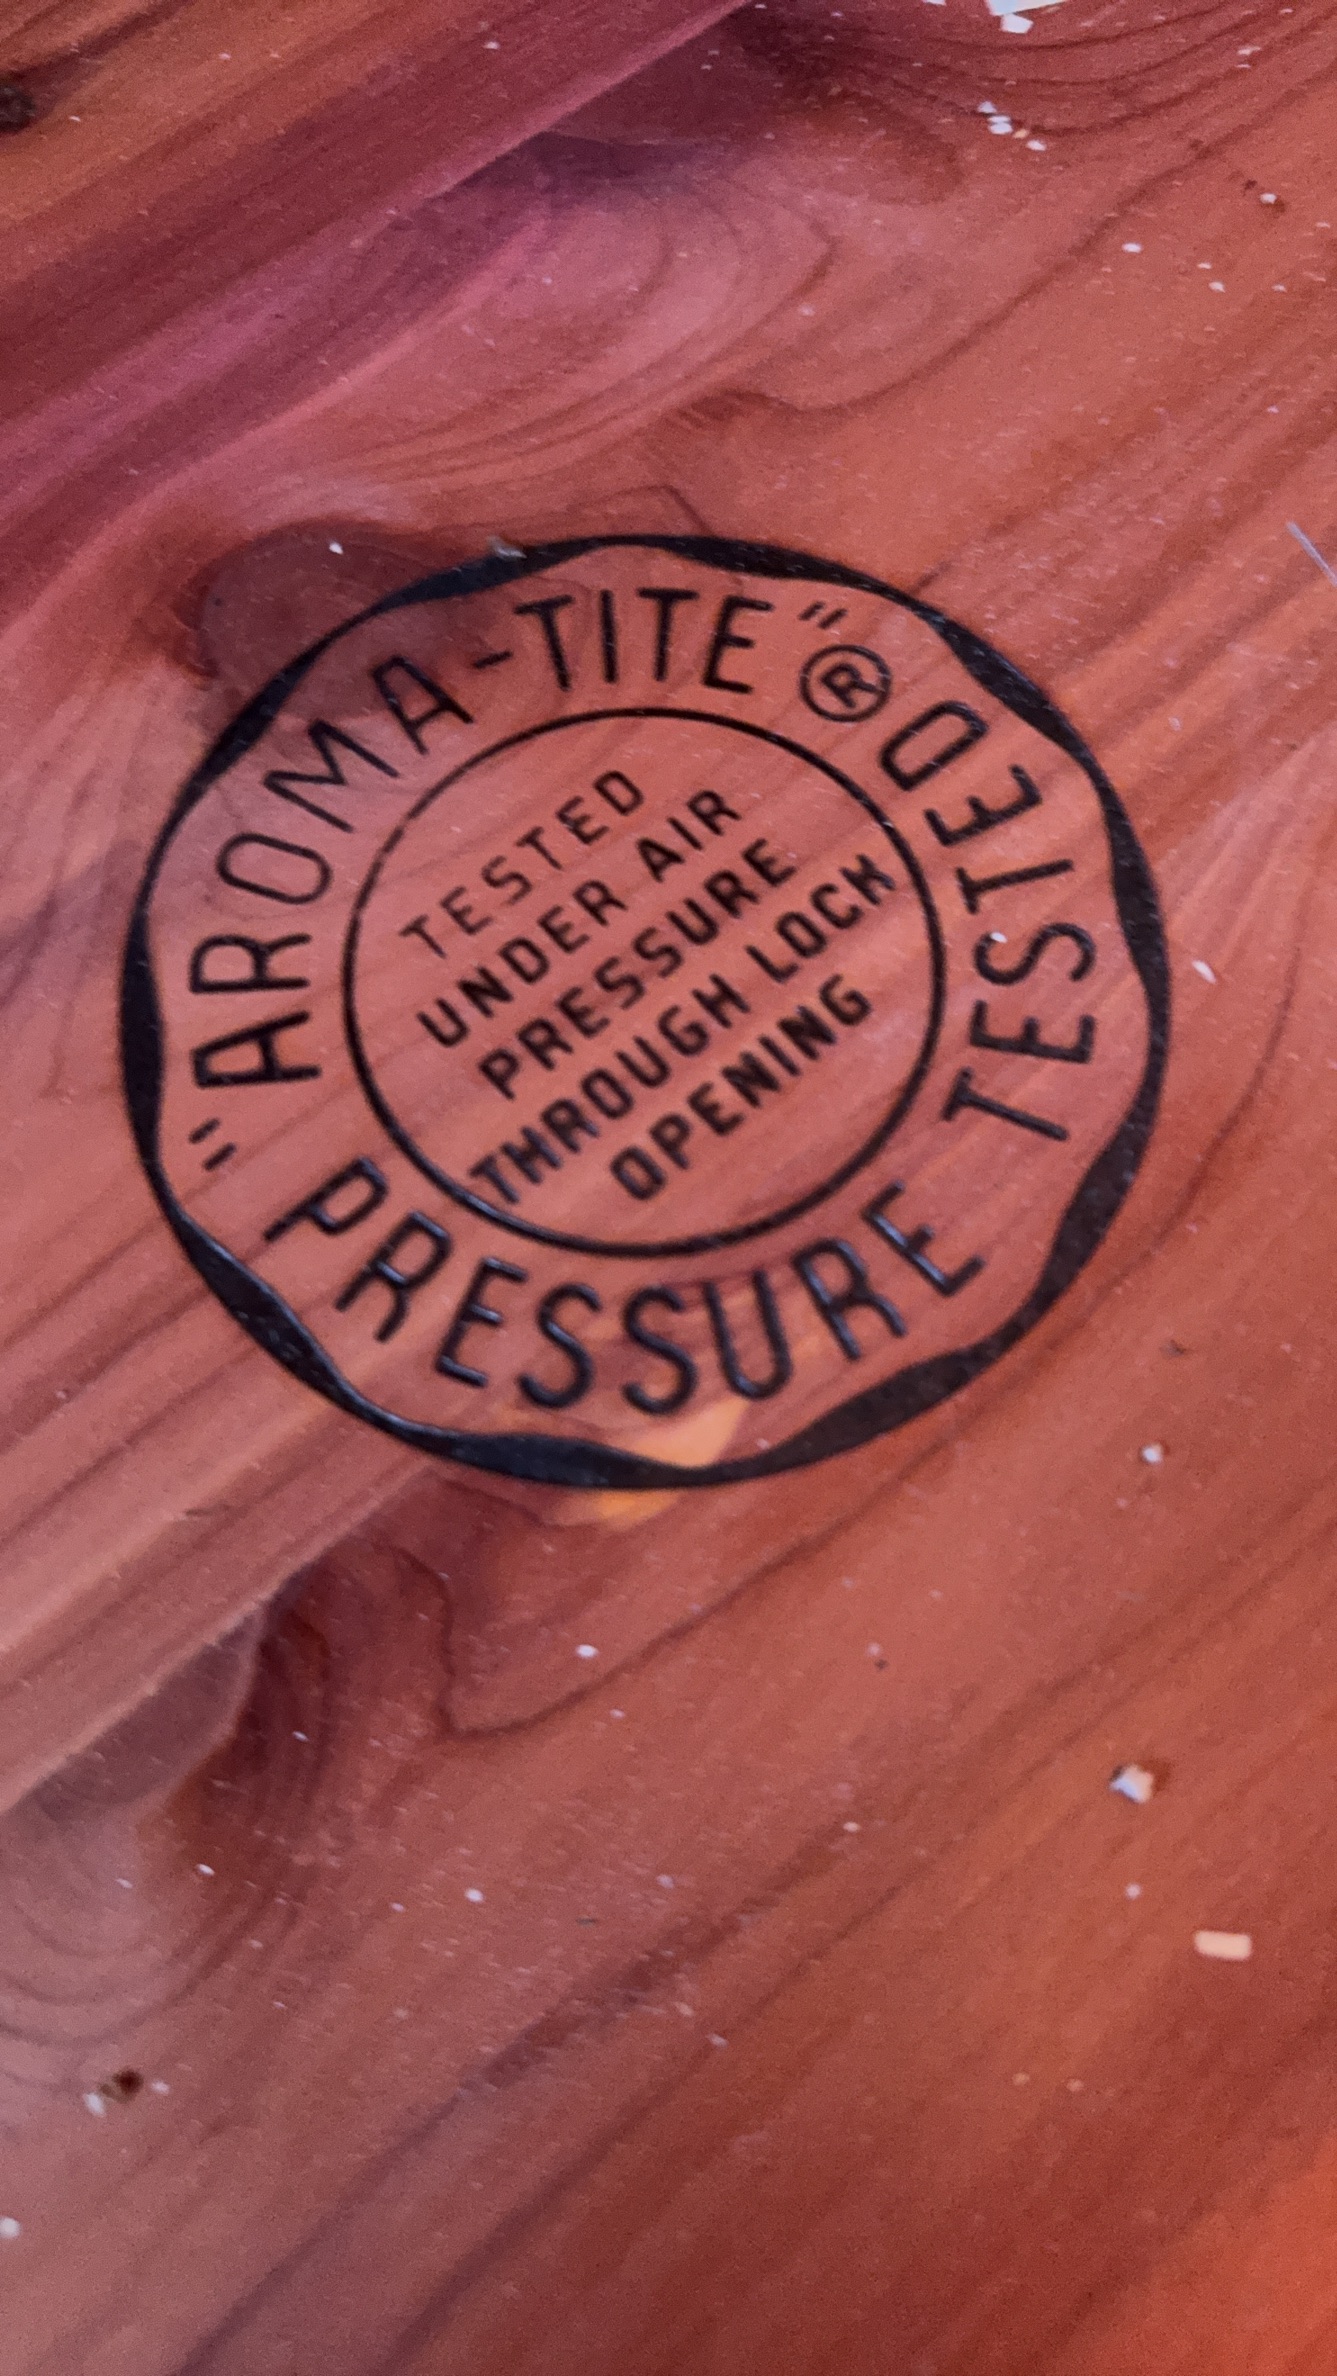 "AROMA-TITE"®
PRESSURE TESTED
TESTED
UNDER AIR
PRESSURE
THROUGH LOCK
OPENING